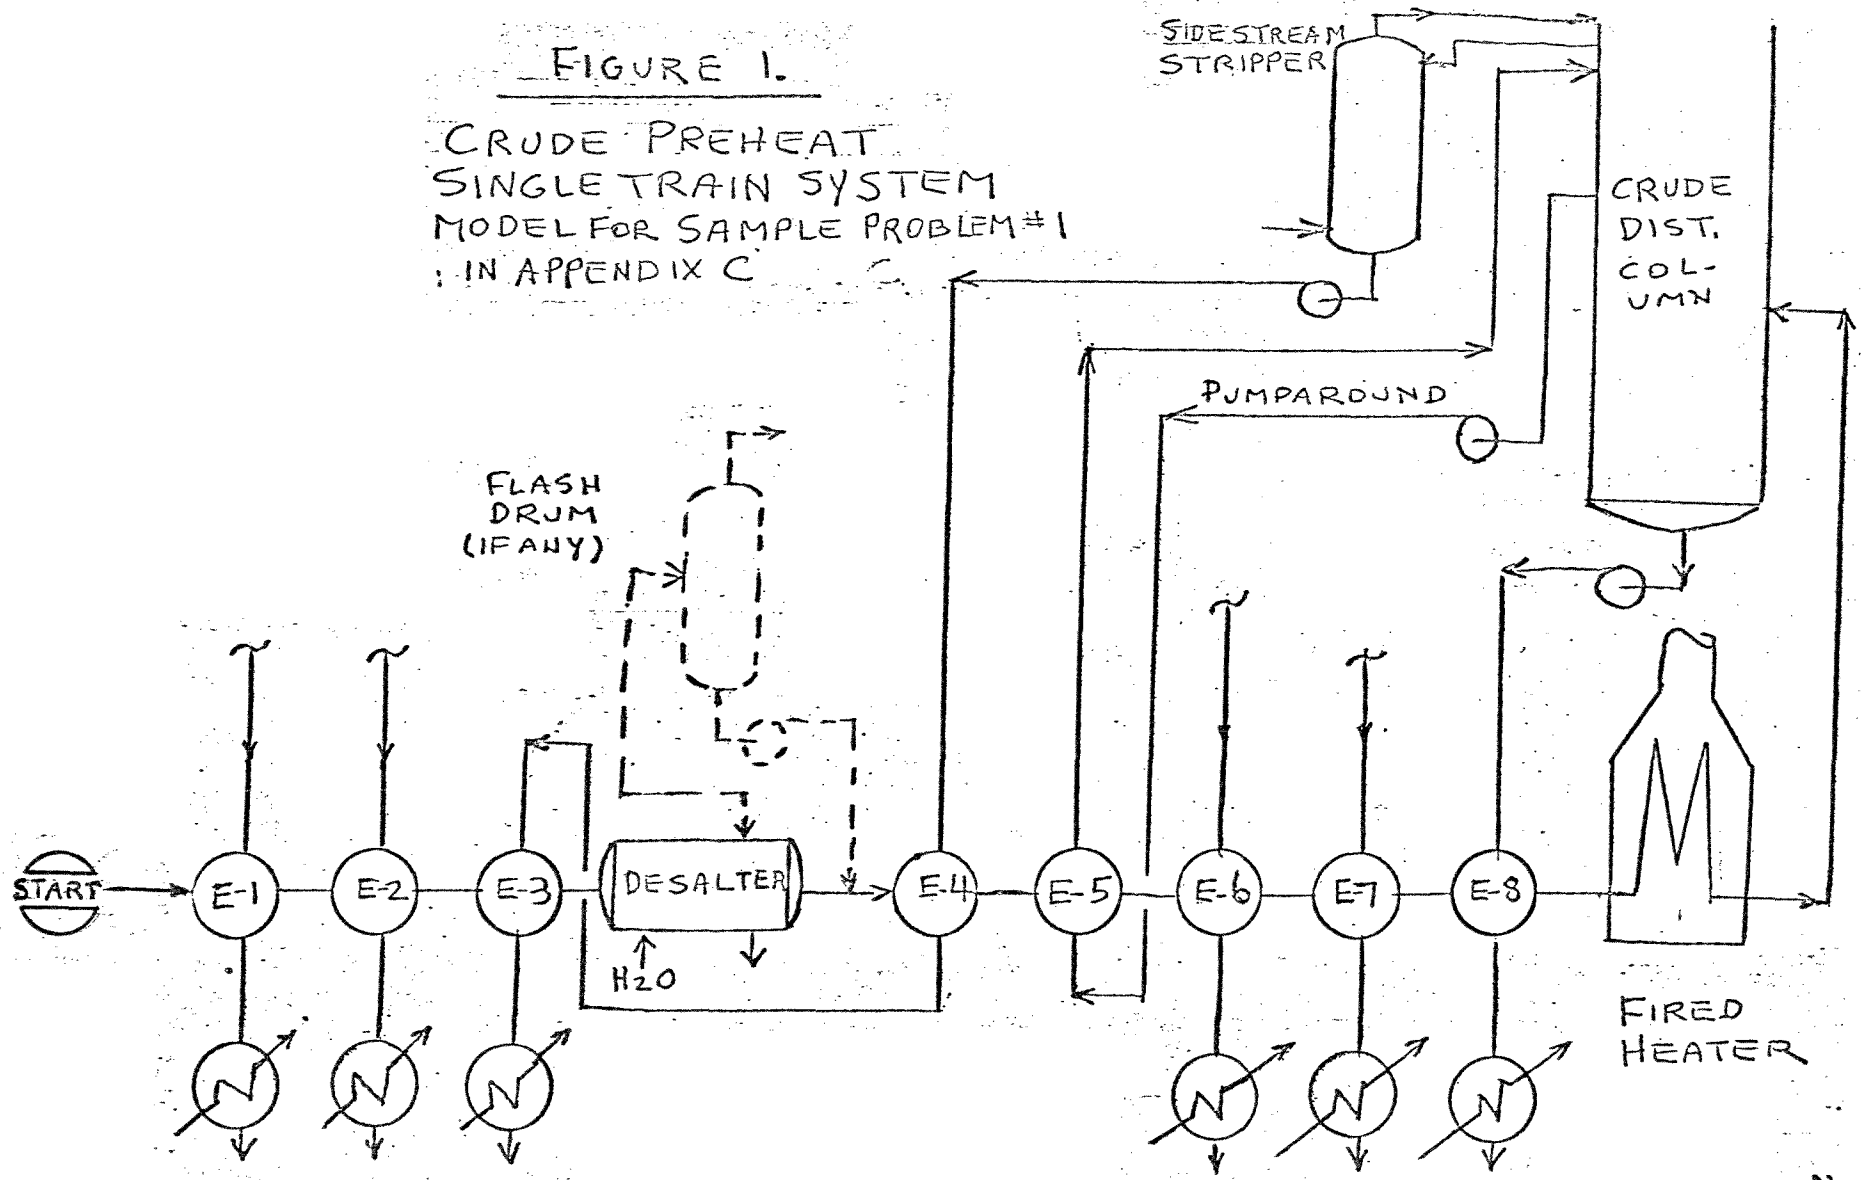 FIGURE 1.
CRUDE PREHEAT
SINGLE TRAIN SYSTEM
MODEL FOR SAMPLE PROBLEM #1
IN APPENDIX C
SIDESTREAM
STRIPPER
CRUDE
DIST.
COL-
UMN
PUMPAROUND
FLASH
DRUM
(IF ANY)
START
E-1
E-2
E-3
DESALTER
E-4
E-5
E-6
E-7
E-8
H2O
FIRED
HEATER